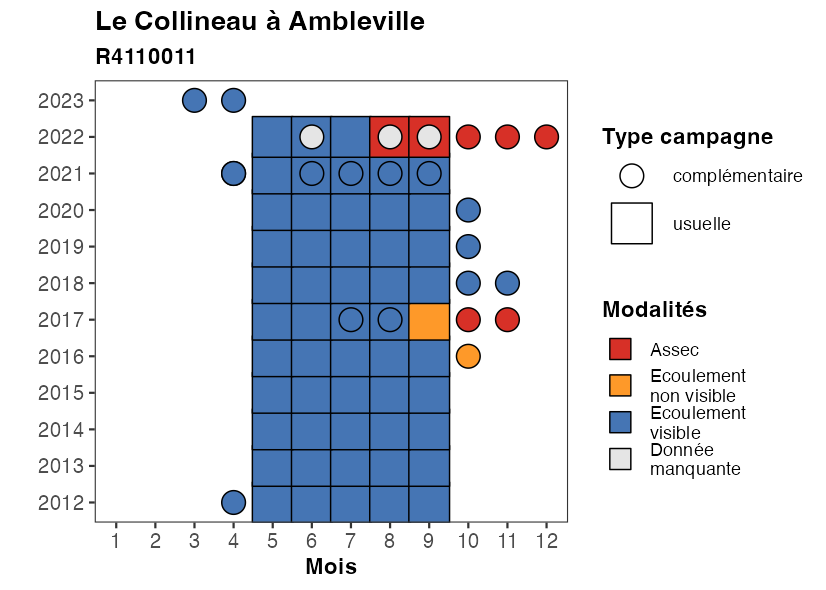 Le Collineau à Ambleville
R4110011
2023
2022
2021
2020
2019
2018
2017
2016
2015
2014
2013
2012
1 2 3 4 5 6 7 8 9 10 11 12
Mois
Type campagne
complémentaire
usuelle
Modalités
Assec
Ecoulement
non visible
Ecoulement
visible
Donnée
manquante